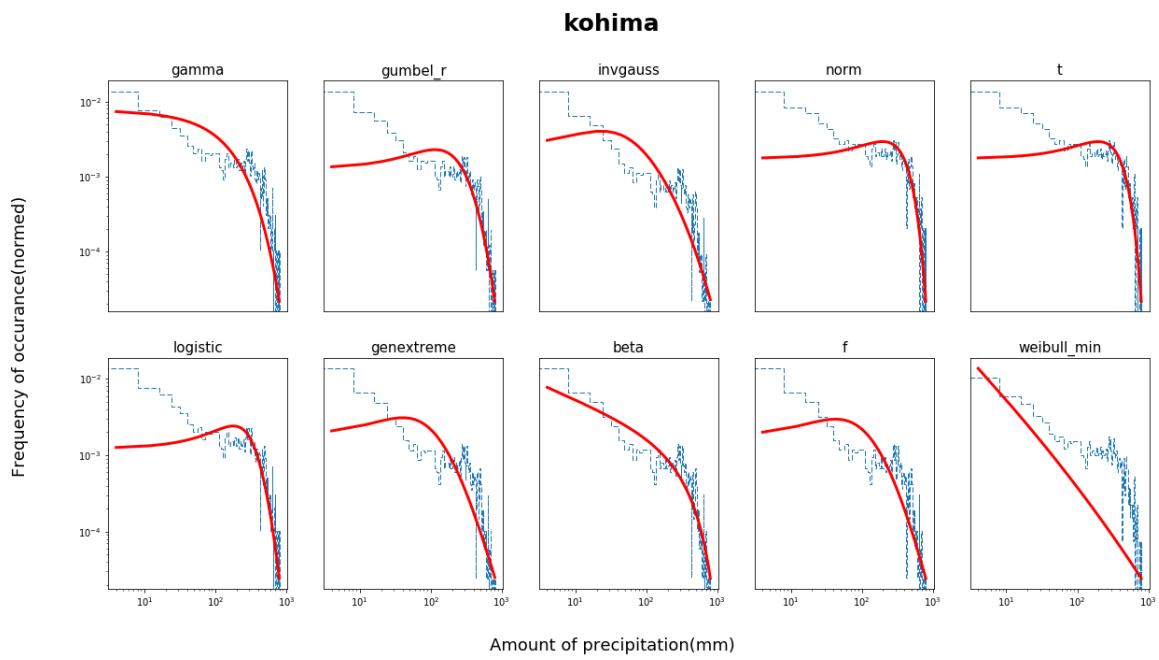 kohima
gamma
gumbel_r
invgauss
norm
t
10⁻²
10⁻³
10⁻⁴
Frequency of occurance(normed)
logistic
genextreme
beta
f
weibull_min
10⁻²
10⁻³
10⁻⁴
10¹ 10² 10³
10¹ 10² 10³
10¹ 10² 10³
10¹ 10² 10³
10¹ 10² 10³
Amount of precipitation(mm)